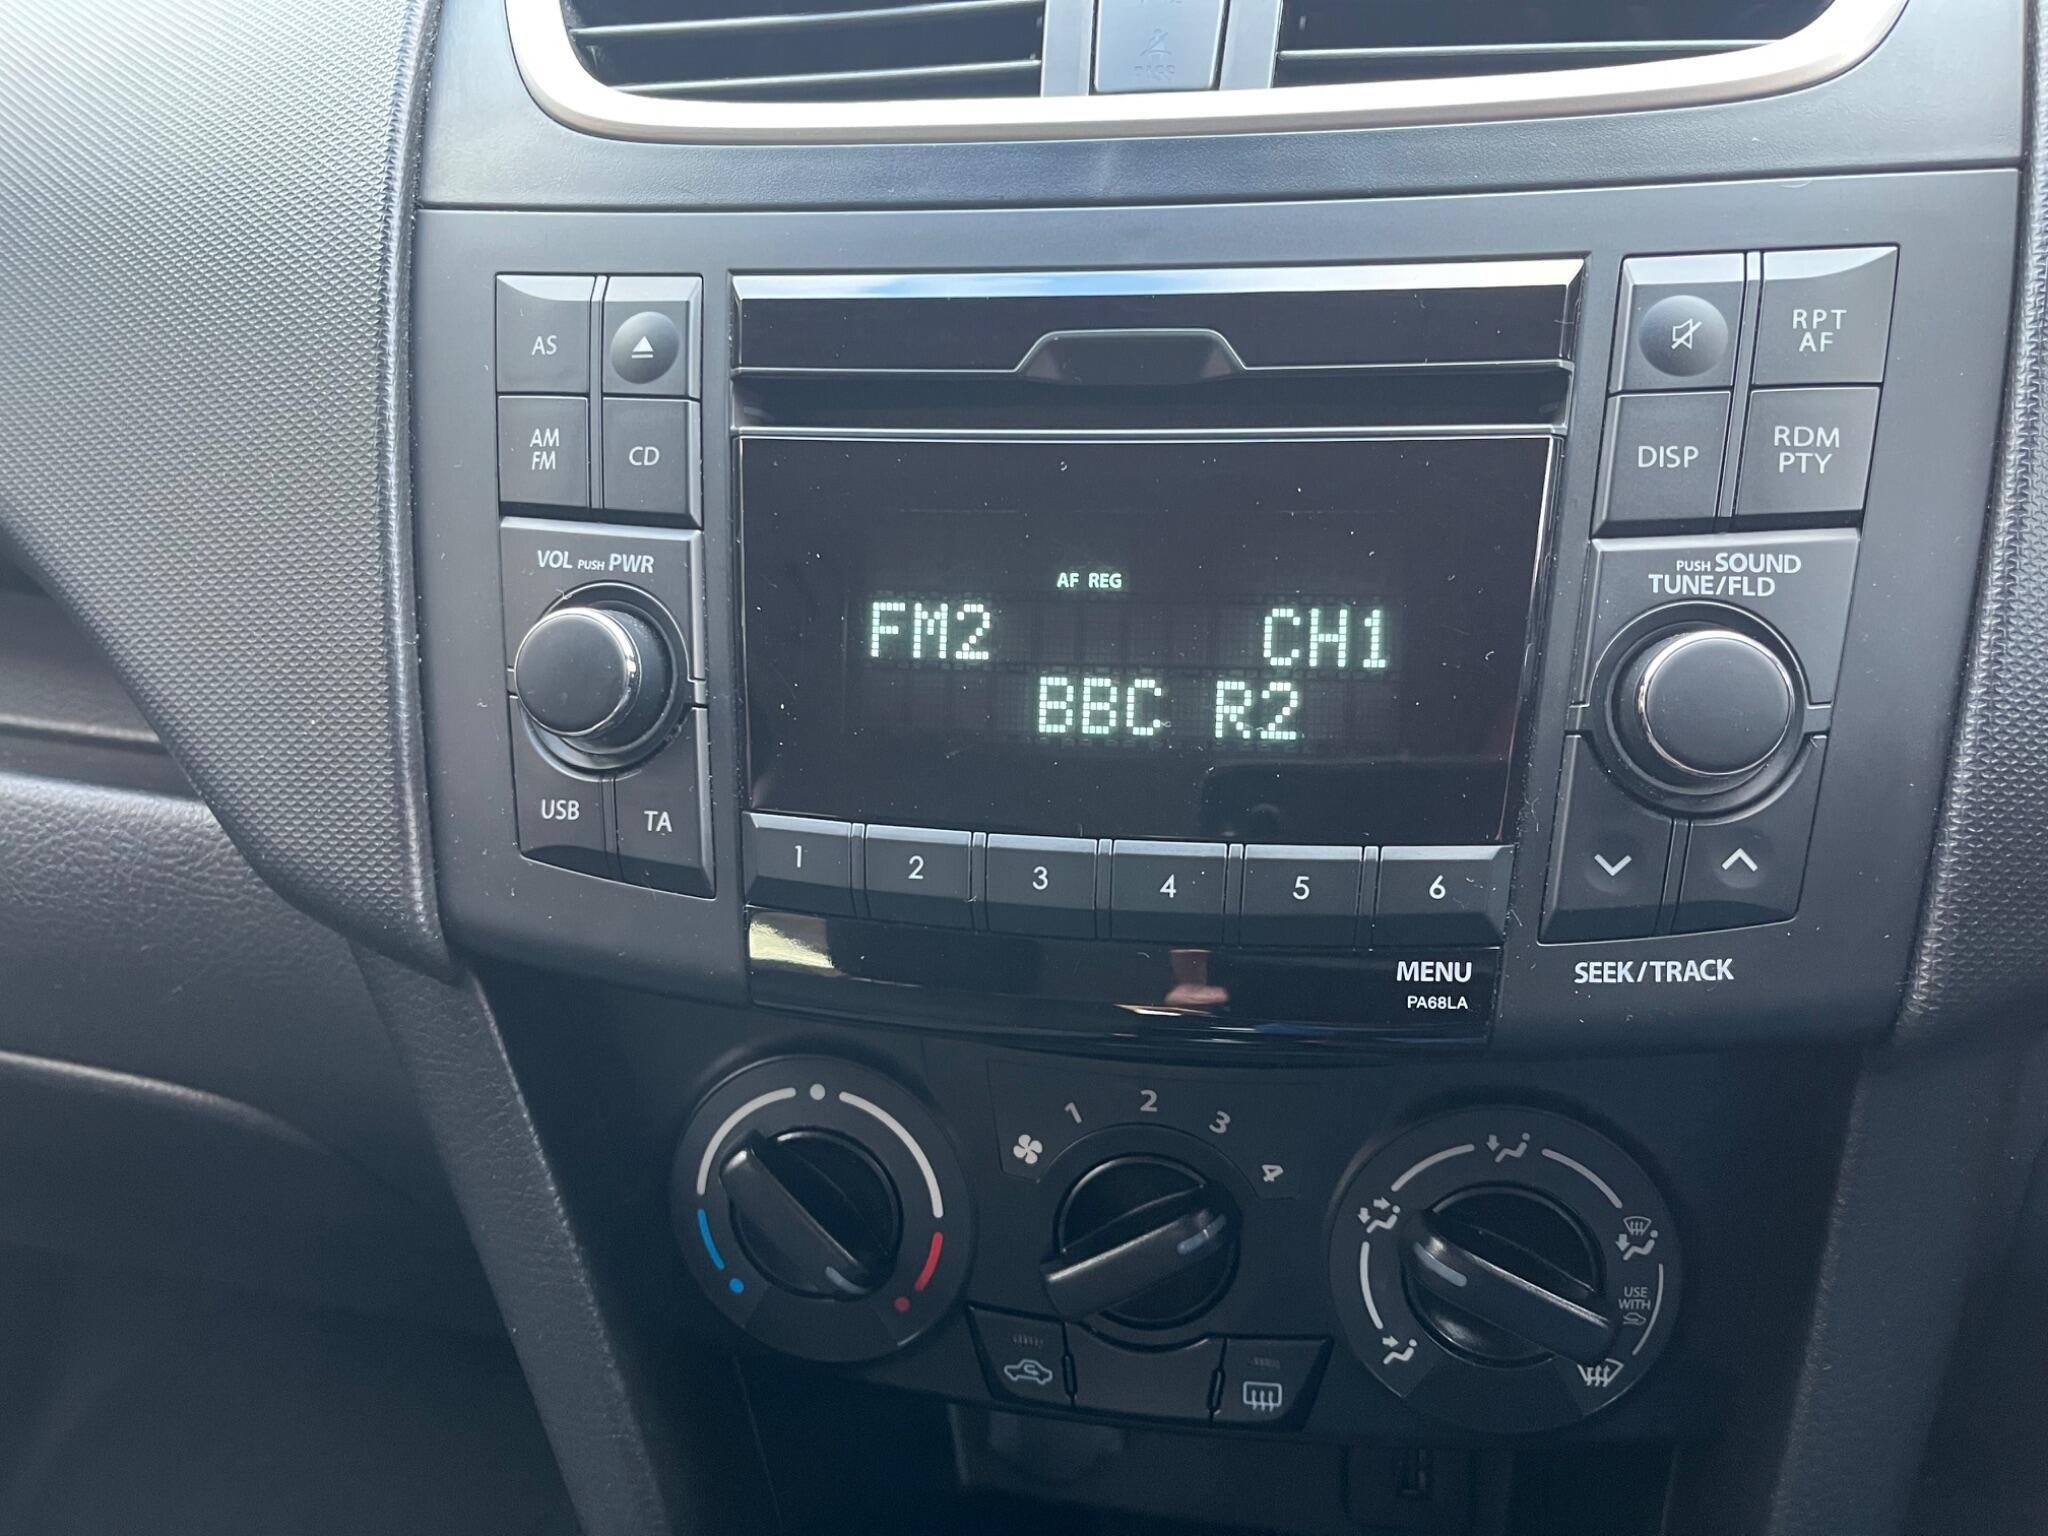 PASS
AS
AM
FM
CD
VOL PUSH PWR
USB
TA
AF REG
FM2 CH1
BBC R2
1 2 3 4 5 6
MENU
PA68LA
RPT
AF
DISP
RDM
PTY
PUSH SOUND
TUNE/FLD
SEEK/TRACK
1 2 3 4
USE
WITH